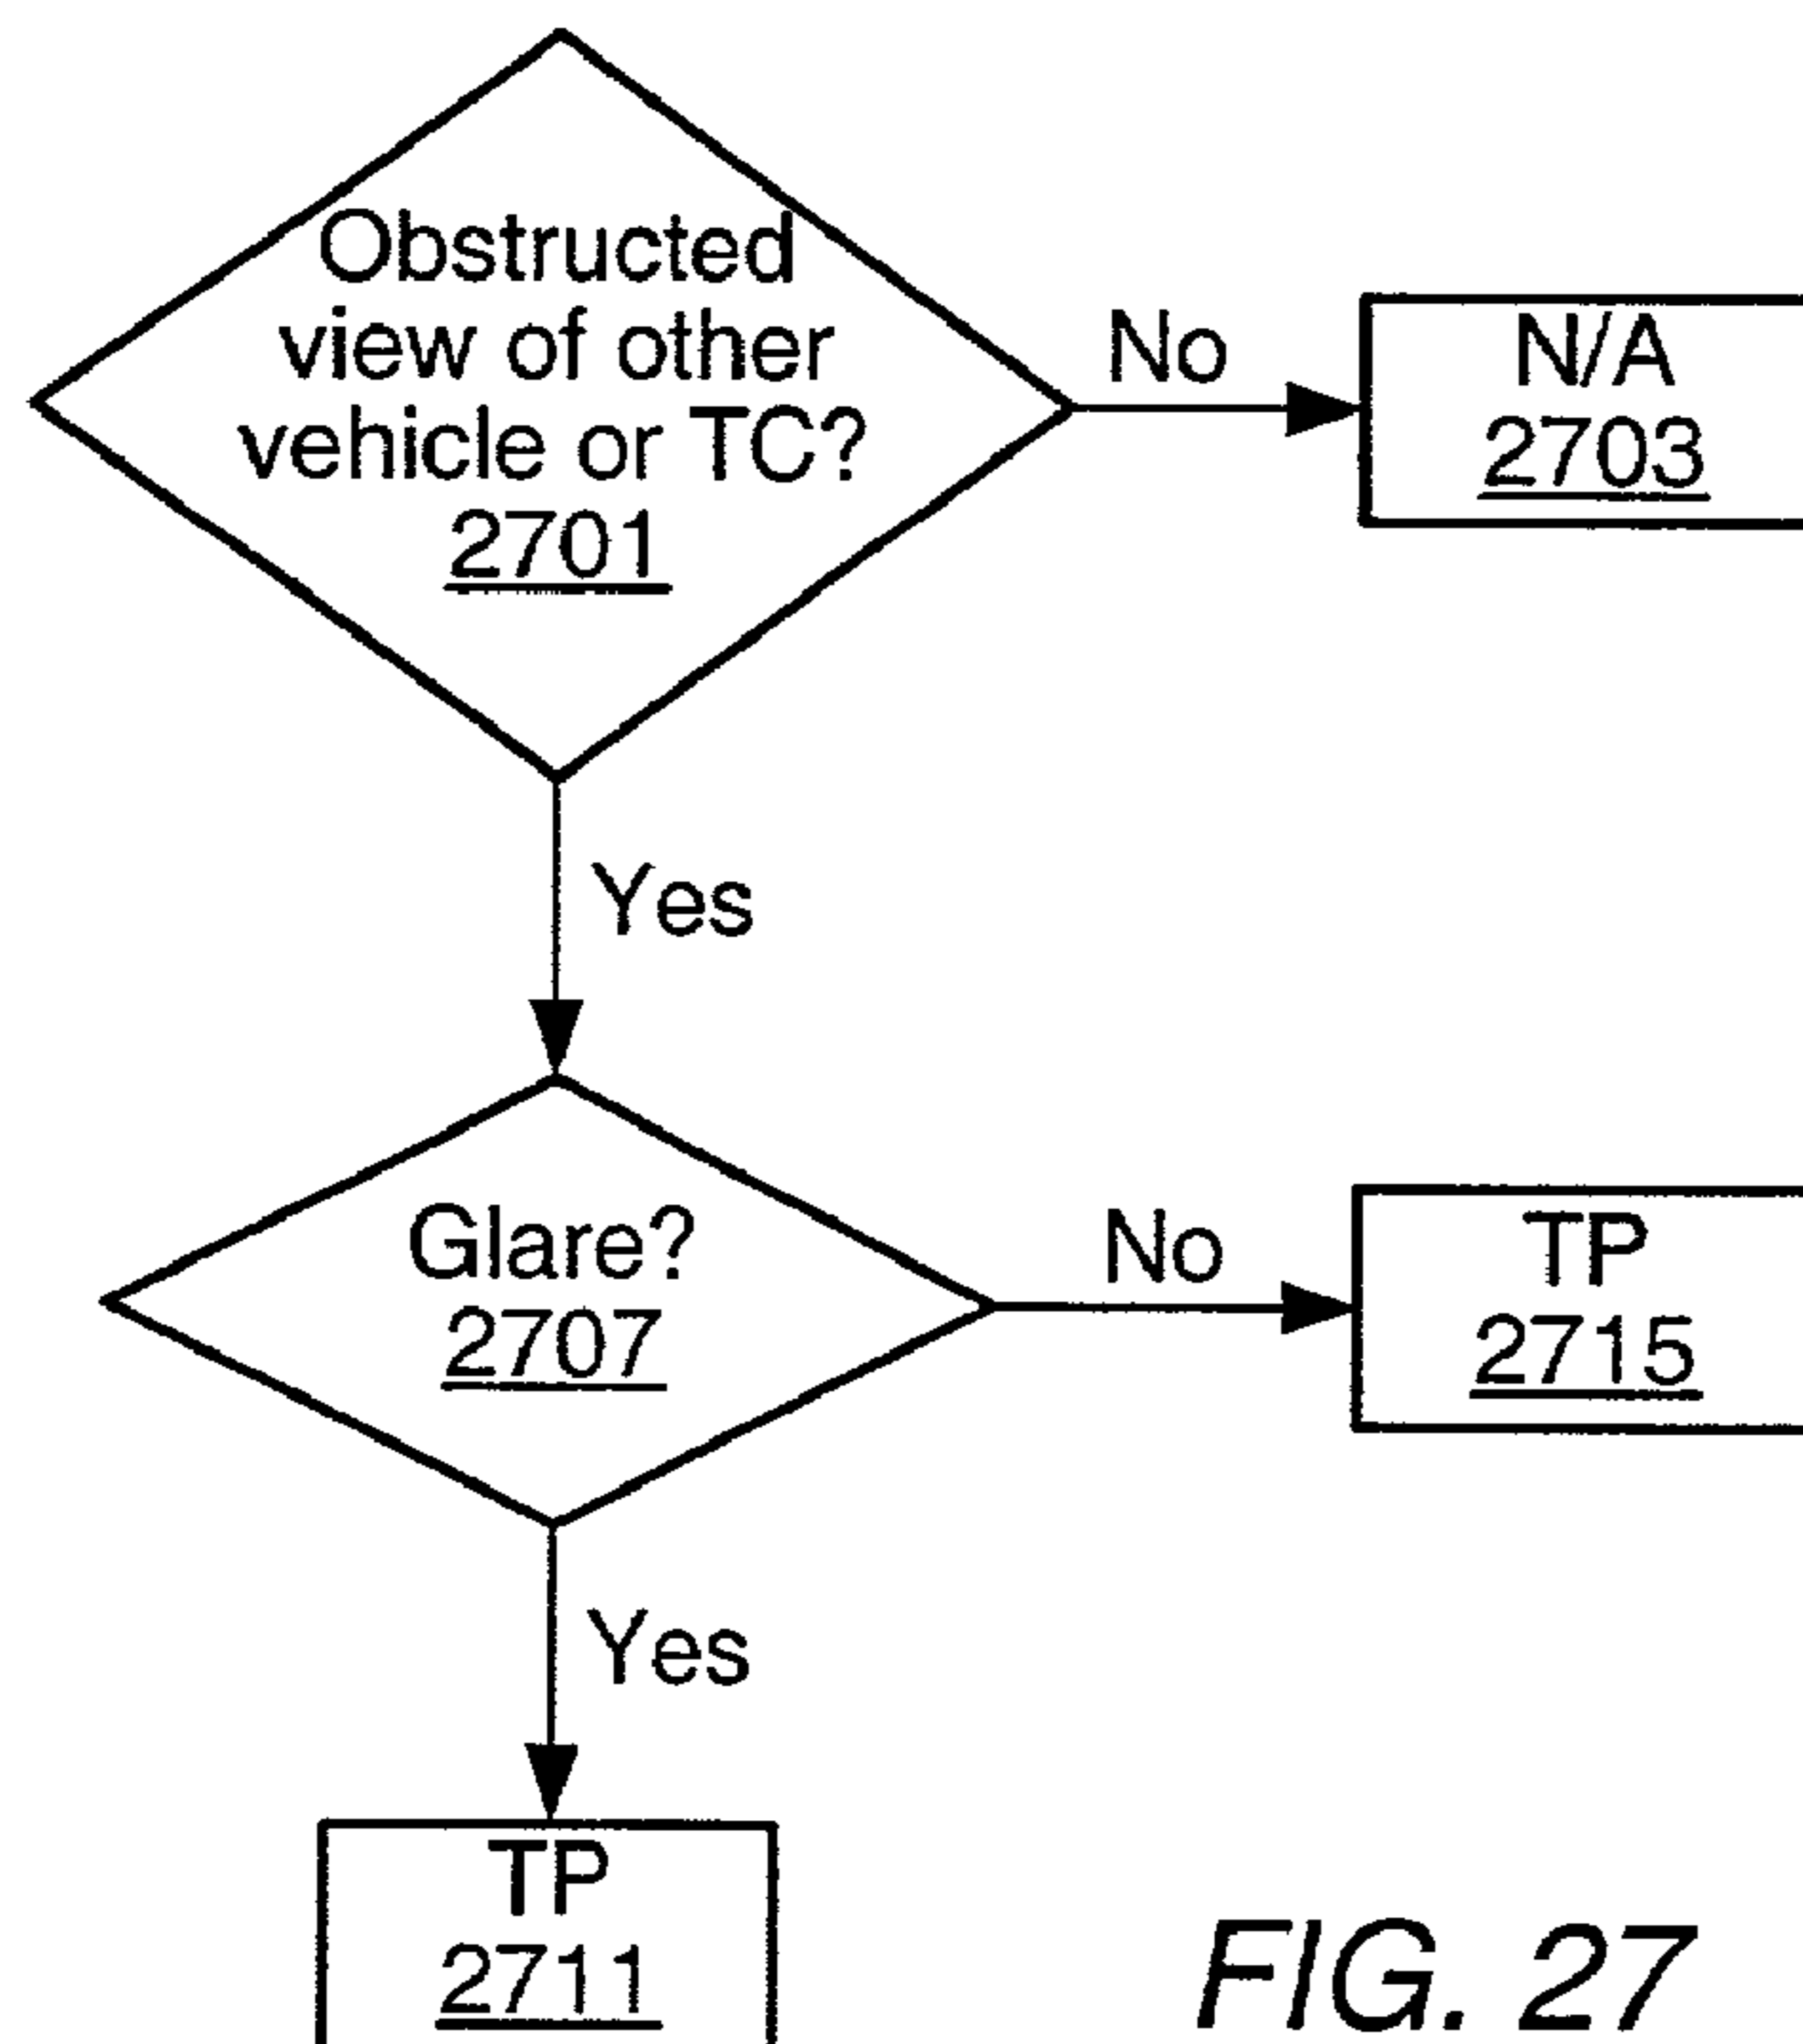 Obstructed
view of other
vehicle or TC?
2701
No
N/A
2703
Yes
Glare?
2707
No
TP
2715
Yes
TP
2711
FIG. 27